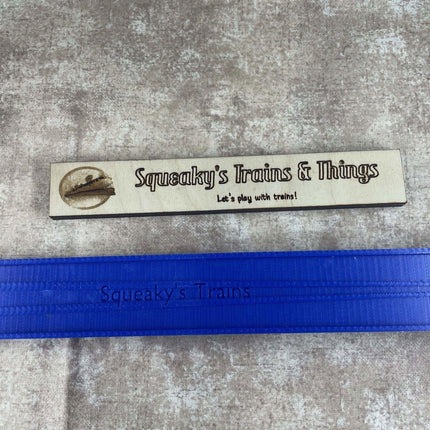 Squeaky's Trains & Things
Let's play with trains!
Squeaky's Trains